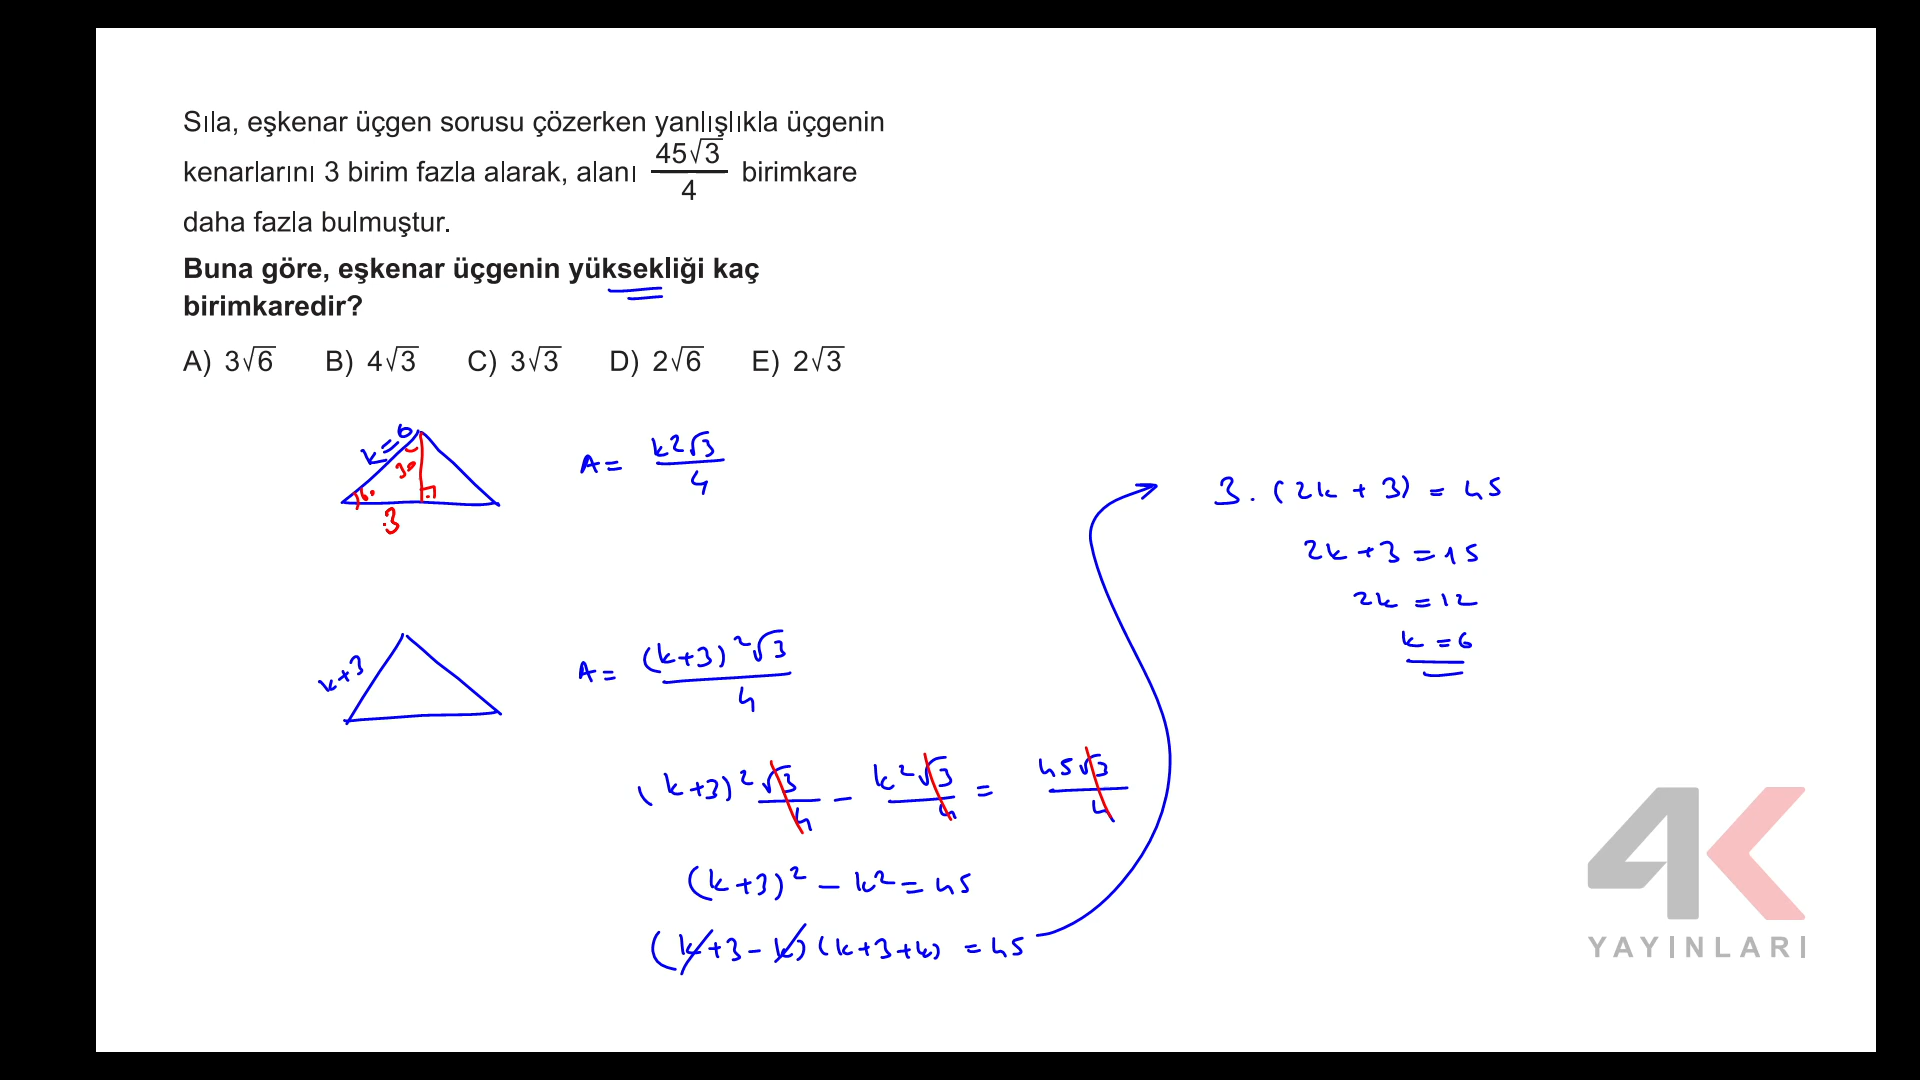 Sıla, eşkenar üçgen sorusu çözerken yanlışlıkla üçgenin
kenarlarını 3 birim fazla alarak, alanı 45√3/4 birimkare
daha fazla bulmuştur.
Buna göre, eşkenar üçgenin yüksekliği kaç
birimkaredir?
A) 3√6 B) 4√3 C) 3√3 D) 2√6 E) 2√3
k=6
30
60
3
A = k²√3/4
k+3
A = (k+3)²√3/4
(k+3)²√3/4 - k²√3/4 = 45√3/4
(k+3)² - k² = 45
(k+3-k)(k+3+k) = 45
3.(2k+3) = 45
2k+3 = 15
2k = 12
k = 6
4K
YAYINLARI